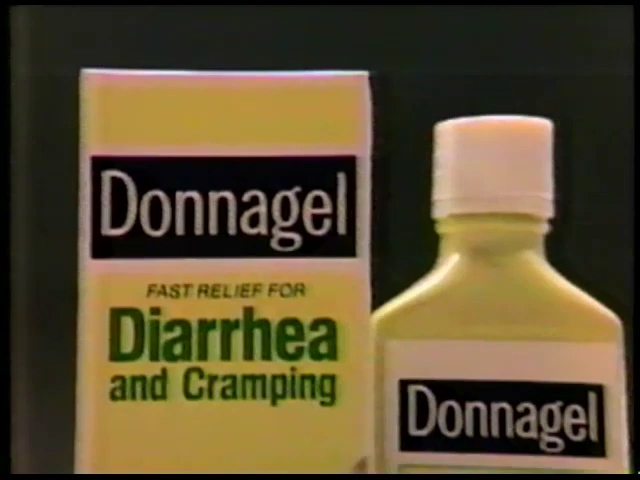 Donnagel
FAST RELIEF FOR
Diarrhea
and Cramping
Donnagel